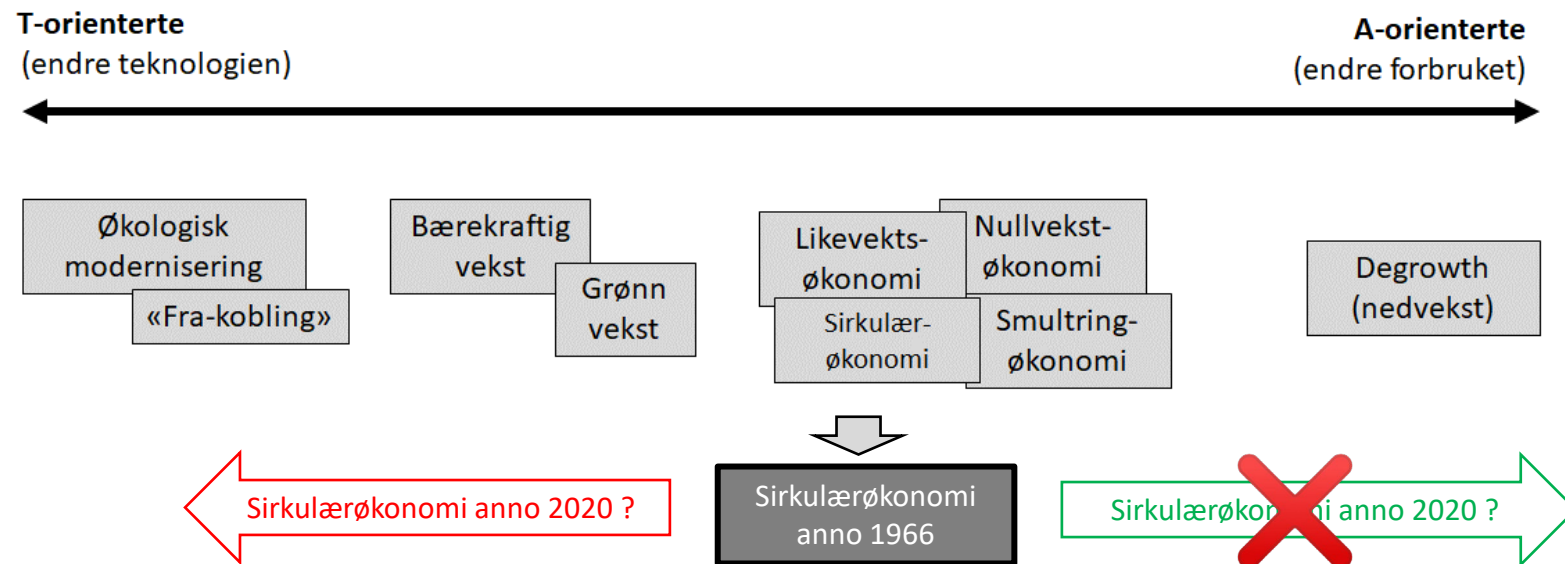 T-orienterte
(endre teknologien)
A-orienterte
(endre forbruket)
Økologisk
modernisering
«Fra-kobling»
Bærekraftig
vekst
Grønn
vekst
Likevekts-
økonomi
Nullvekst-
økonomi
Sirkulær-
økonomi
Smultring-
økonomi
Degrowth
(nedvekst)
Sirkulærøkonomi anno 2020 ?
Sirkulærøkonomi
anno 1966
Sirkulærøkonomi anno 2020 ?